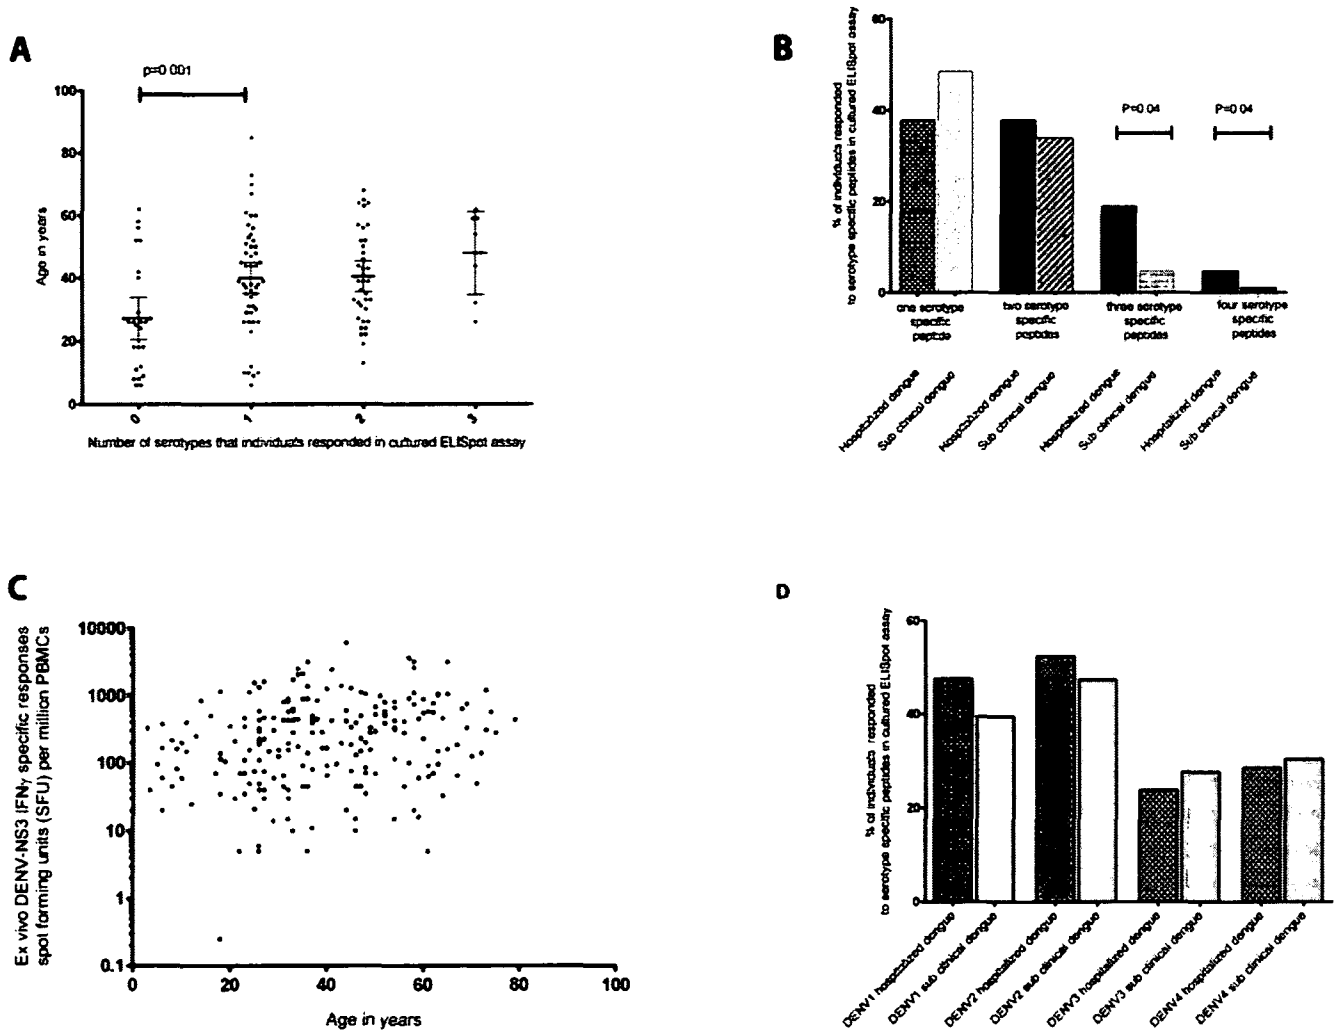 A
p=0 001
100
80
60
40
20
0
Age in years
0
1
2
3
Number of serotypes that individuals responded in cultured ELISpot assay
B
% of individuals responded
to serotype specific peptides in cultured ELISpot assay
60
40
20
0
P=0.04
P=0.04
one serotype
specific
peptide
two serotype
specific
peptides
three serotype
specific
peptides
four serotype
specific
peptides
Hospitalized dengue
Sub clinical dengue
Hospitalized dengue
Sub clinical dengue
Hospitalized dengue
Sub clinical dengue
Hospitalized dengue
Sub clinical dengue
C
Ex vivo DENV-NS3 IFNγ specific responses
spot forming units (SFU) per million PBMCs
10000
1000
100
10
1
0.1
0
20
40
60
80
100
Age in years
D
% of individuals responded
to serotype specific peptides in cultured ELISpot assay
60
40
20
0
DENV1 hospitalized dengue
DENV1 sub clinical dengue
DENV2 hospitalized dengue
DENV2 sub clinical dengue
DENV3 hospitalized dengue
DENV3 sub clinical dengue
DENV4 hospitalized dengue
DENV4 sub clinical dengue